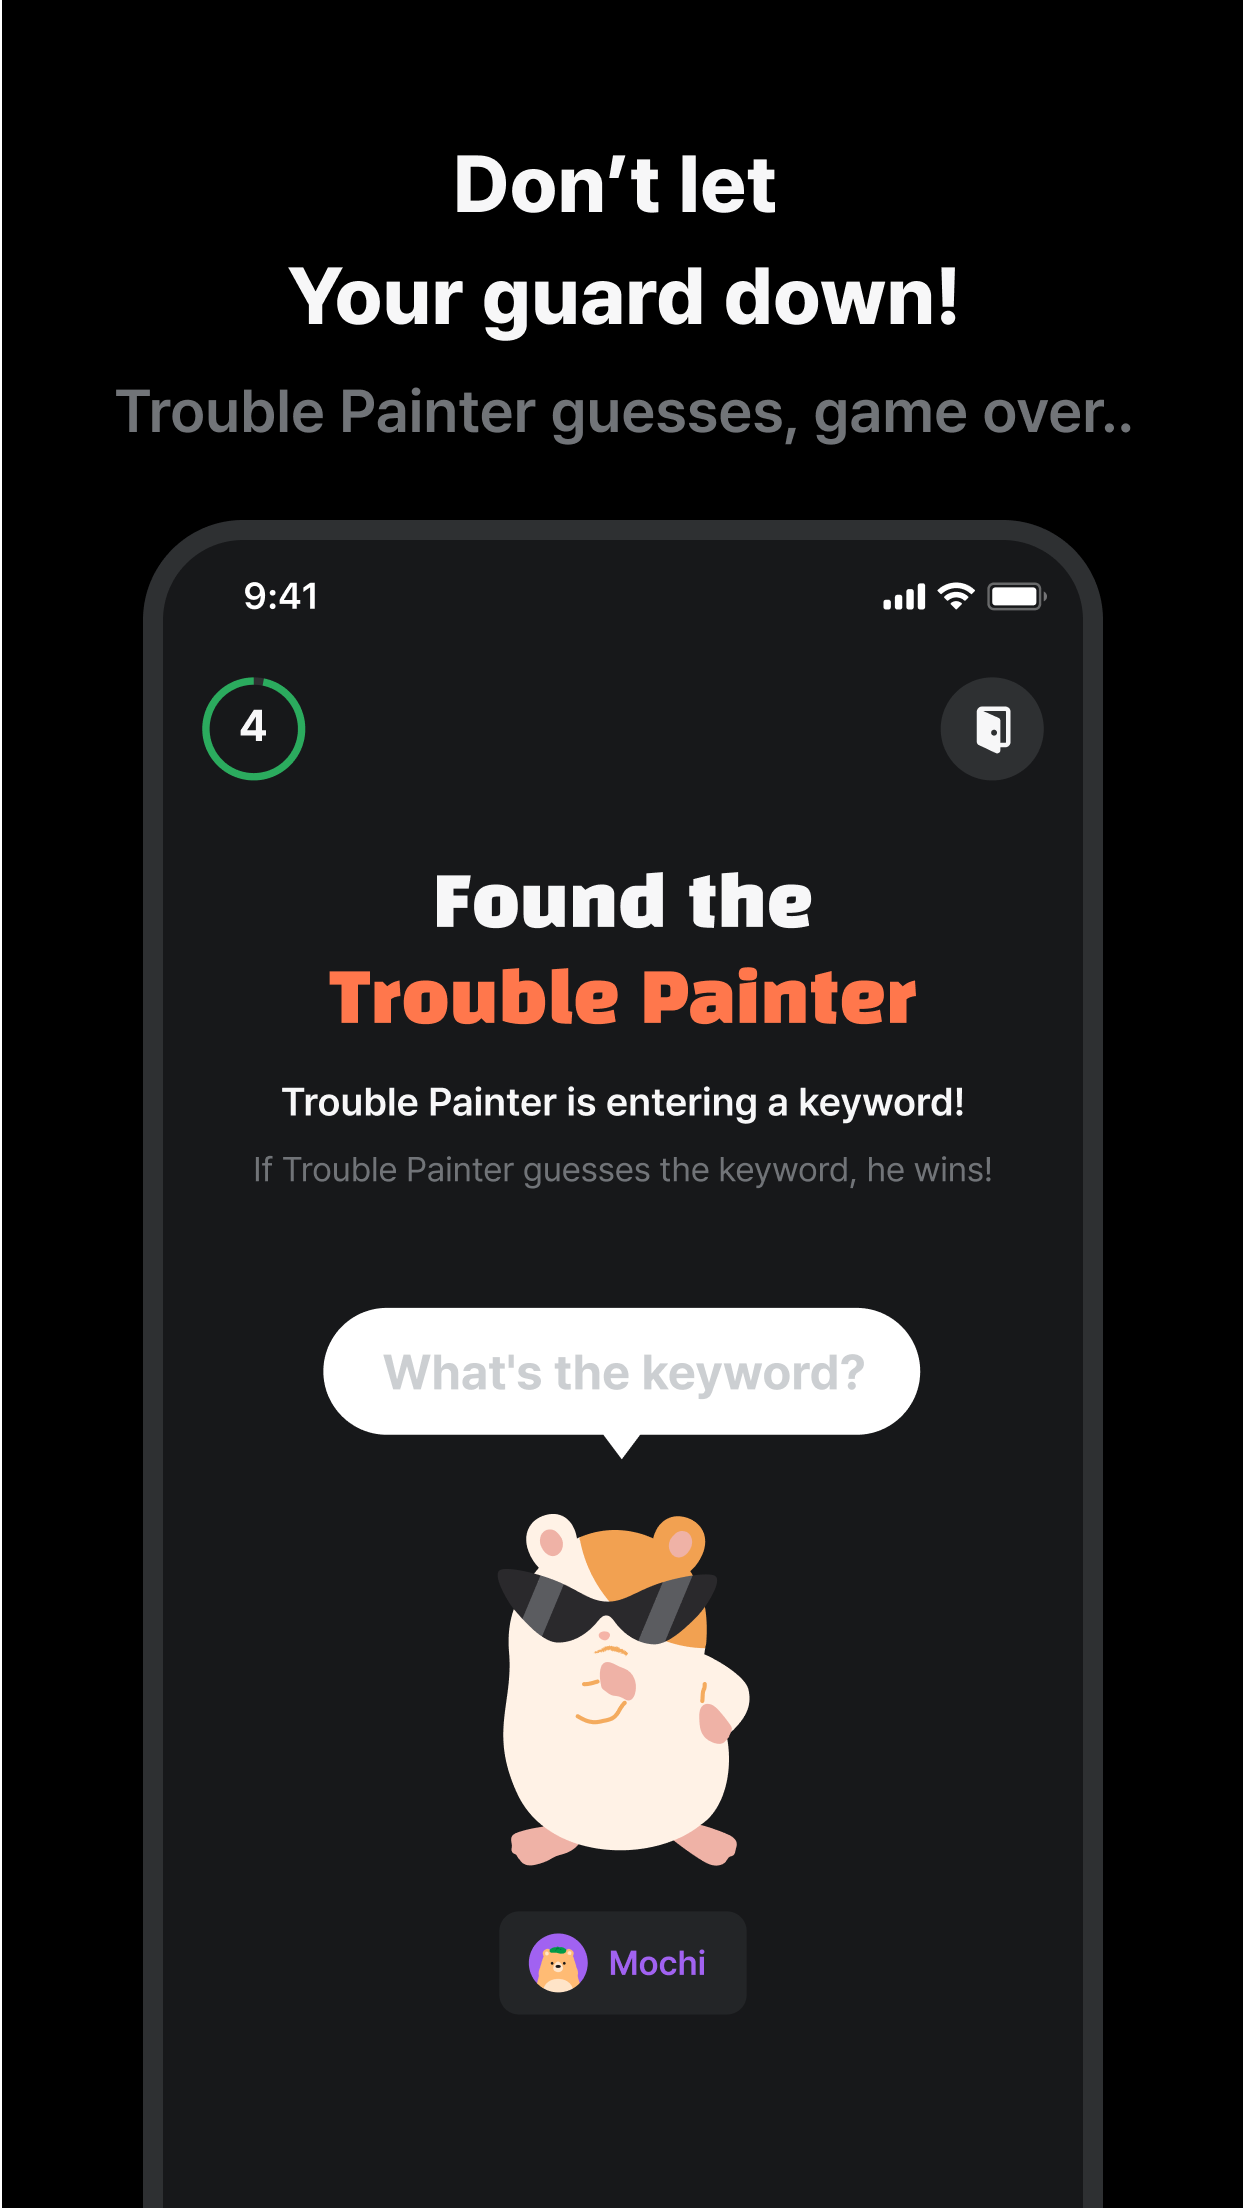 Don’t let
Your guard down!
Trouble Painter guesses, game over..
9:41
4
Found the
Trouble Painter
Trouble Painter is entering a keyword!
If Trouble Painter guesses the keyword, he wins!
What's the keyword?
Mochi